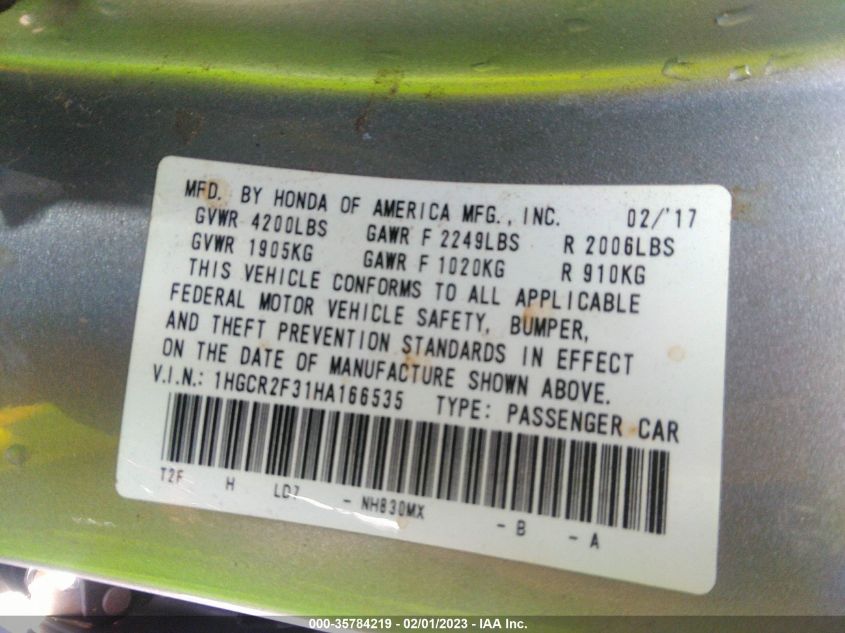 MFD. BY HONDA OF AMERICA MFG., INC. 02/'17
GVWR 4200LBS GAWR F 2249LBS R 2006LBS
GVWR 1905KG GAWR F 1020KG R 910KG
THIS VEHICLE CONFORMS TO ALL APPLICABLE
FEDERAL MOTOR VEHICLE SAFETY, BUMPER,
AND THEFT PREVENTION STANDARDS IN EFFECT
ON THE DATE OF MANUFACTURE SHOWN ABOVE.
V.I.N.: 1HGCR2F31HA166535 TYPE: PASSENGER CAR
T2F H LD7 - NH830MX - B - A
000-35784219 - 02/01/2023 - IAA Inc.